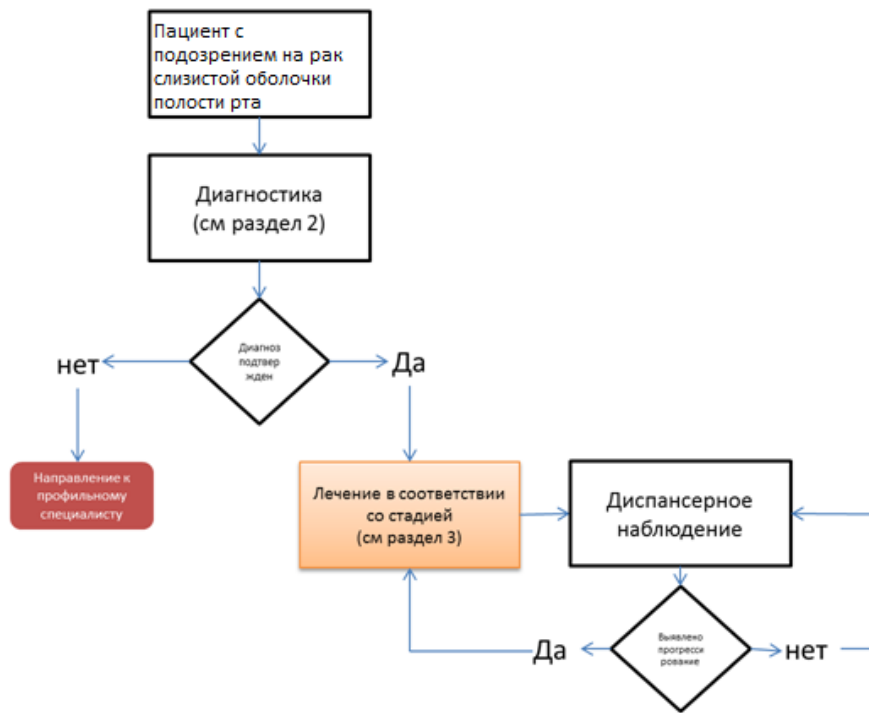 Пациент с
подозрением на рак
слизистой оболочки
полости рта
Диагностика
(см раздел 2)
Диагноз
подтвер
жден
нет
Да
Направление к
профильному
специалисту
Лечение в соответствии
со стадией
(см раздел 3)
Диспансерное
наблюдение
Выявлено
прогресси
рование
Да
нет